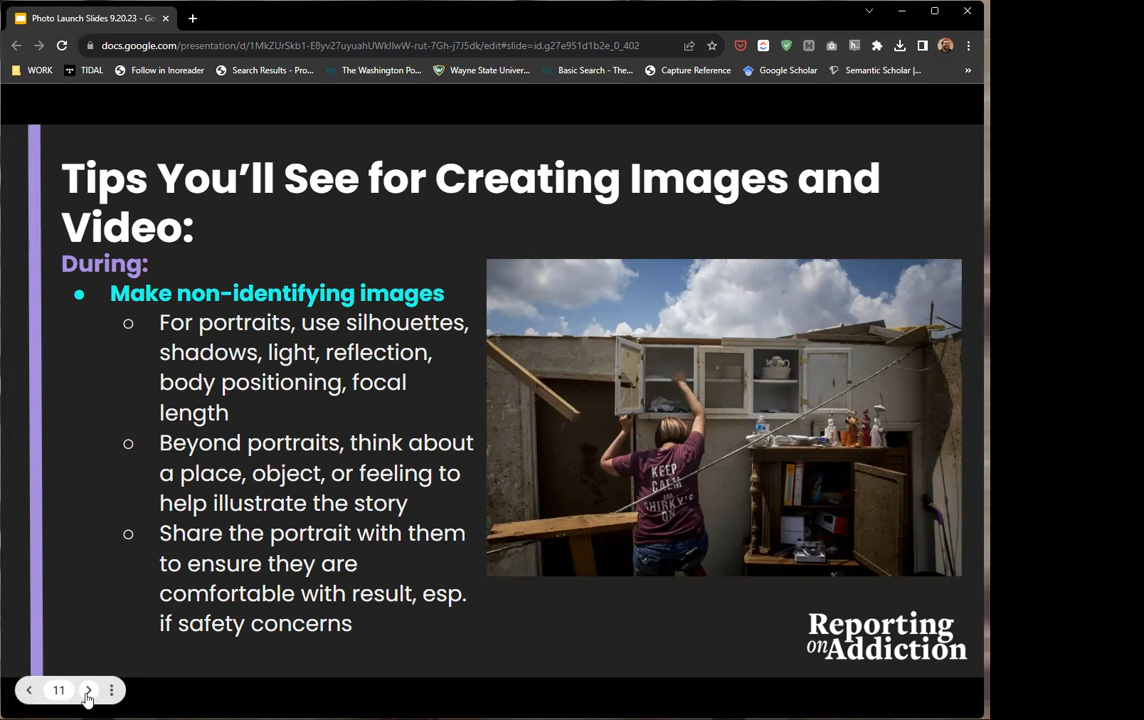 Photo Launch Slides 9.20.23 - Go
docs.google.com/presentation/d/1MkZUrSkb1-E8yv27uyuahUWkIlwW-rut-7Gh-j7J5dk/edit#slide=id.g27e951d1b2e_0_402
WORK TIDAL Follow in Inoreader Search Results - Pro... The Washington Po... Wayne State Univer... Basic Search - The... Capture Reference Google Scholar Semantic Scholar |... »
Tips You'll See for Creating Images and
Video:
During:
● Make non-identifying images
○ For portraits, use silhouettes,
shadows, light, reflection,
body positioning, focal
length
○ Beyond portraits, think about
a place, object, or feeling to
help illustrate the story
○ Share the portrait with them
to ensure they are
comfortable with result, esp.
if safety concerns
KEEP
CALM
AND
SHIRKY'S
ON
Reporting
on Addiction
11